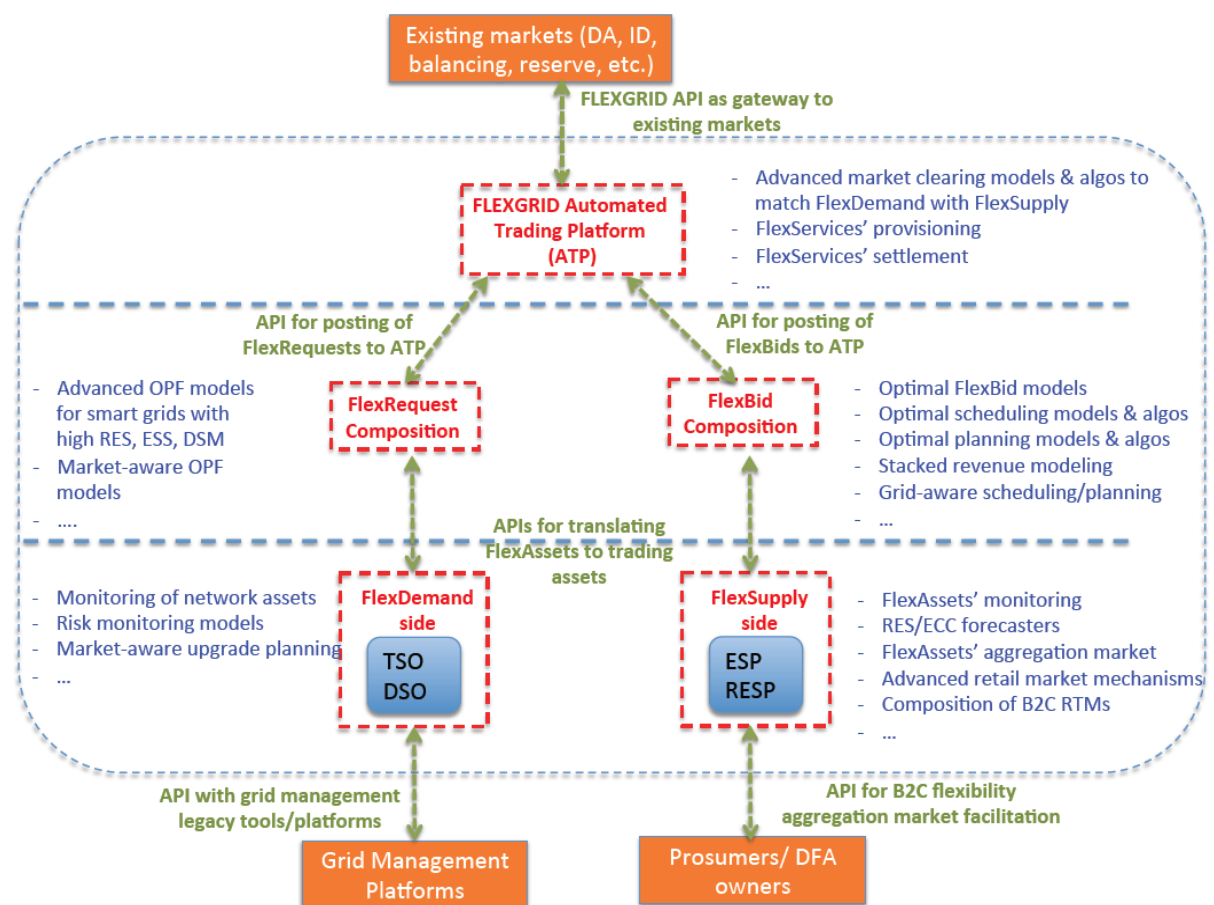 Existing markets (DA, ID,
balancing, reserve, etc.)
FLEXGRID API as gateway to
existing markets
FLEXGRID Automated
Trading Platform
(ATP)
- Advanced market clearing models & algos to
match FlexDemand with FlexSupply
- FlexServices' provisioning
- FlexServices' settlement
- ...
API for posting of
FlexRequests to ATP
API for posting of
FlexBids to ATP
- Advanced OPF models
for smart grids with
high RES, ESS, DSM
- Market-aware OPF
models
- ....
FlexRequest
Composition
FlexBid
Composition
- Optimal FlexBid models
- Optimal scheduling models & algos
- Optimal planning models & algos
- Stacked revenue modeling
- Grid-aware scheduling/planning
- ...
APIs for translating
FlexAssets to trading
assets
- Monitoring of network assets
- Risk monitoring models
- Market-aware upgrade planning
- ...
FlexDemand
side
TSO
DSO
FlexSupply
side
ESP
RESP
- FlexAssets' monitoring
- RES/ECC forecasters
- FlexAssets' aggregation market
- Advanced retail market mechanisms
- Composition of B2C RTMs
- ...
API with grid management
legacy tools/platforms
API for B2C flexibility
aggregation market facilitation
Grid Management
Platforms
Prosumers/ DFA
owners